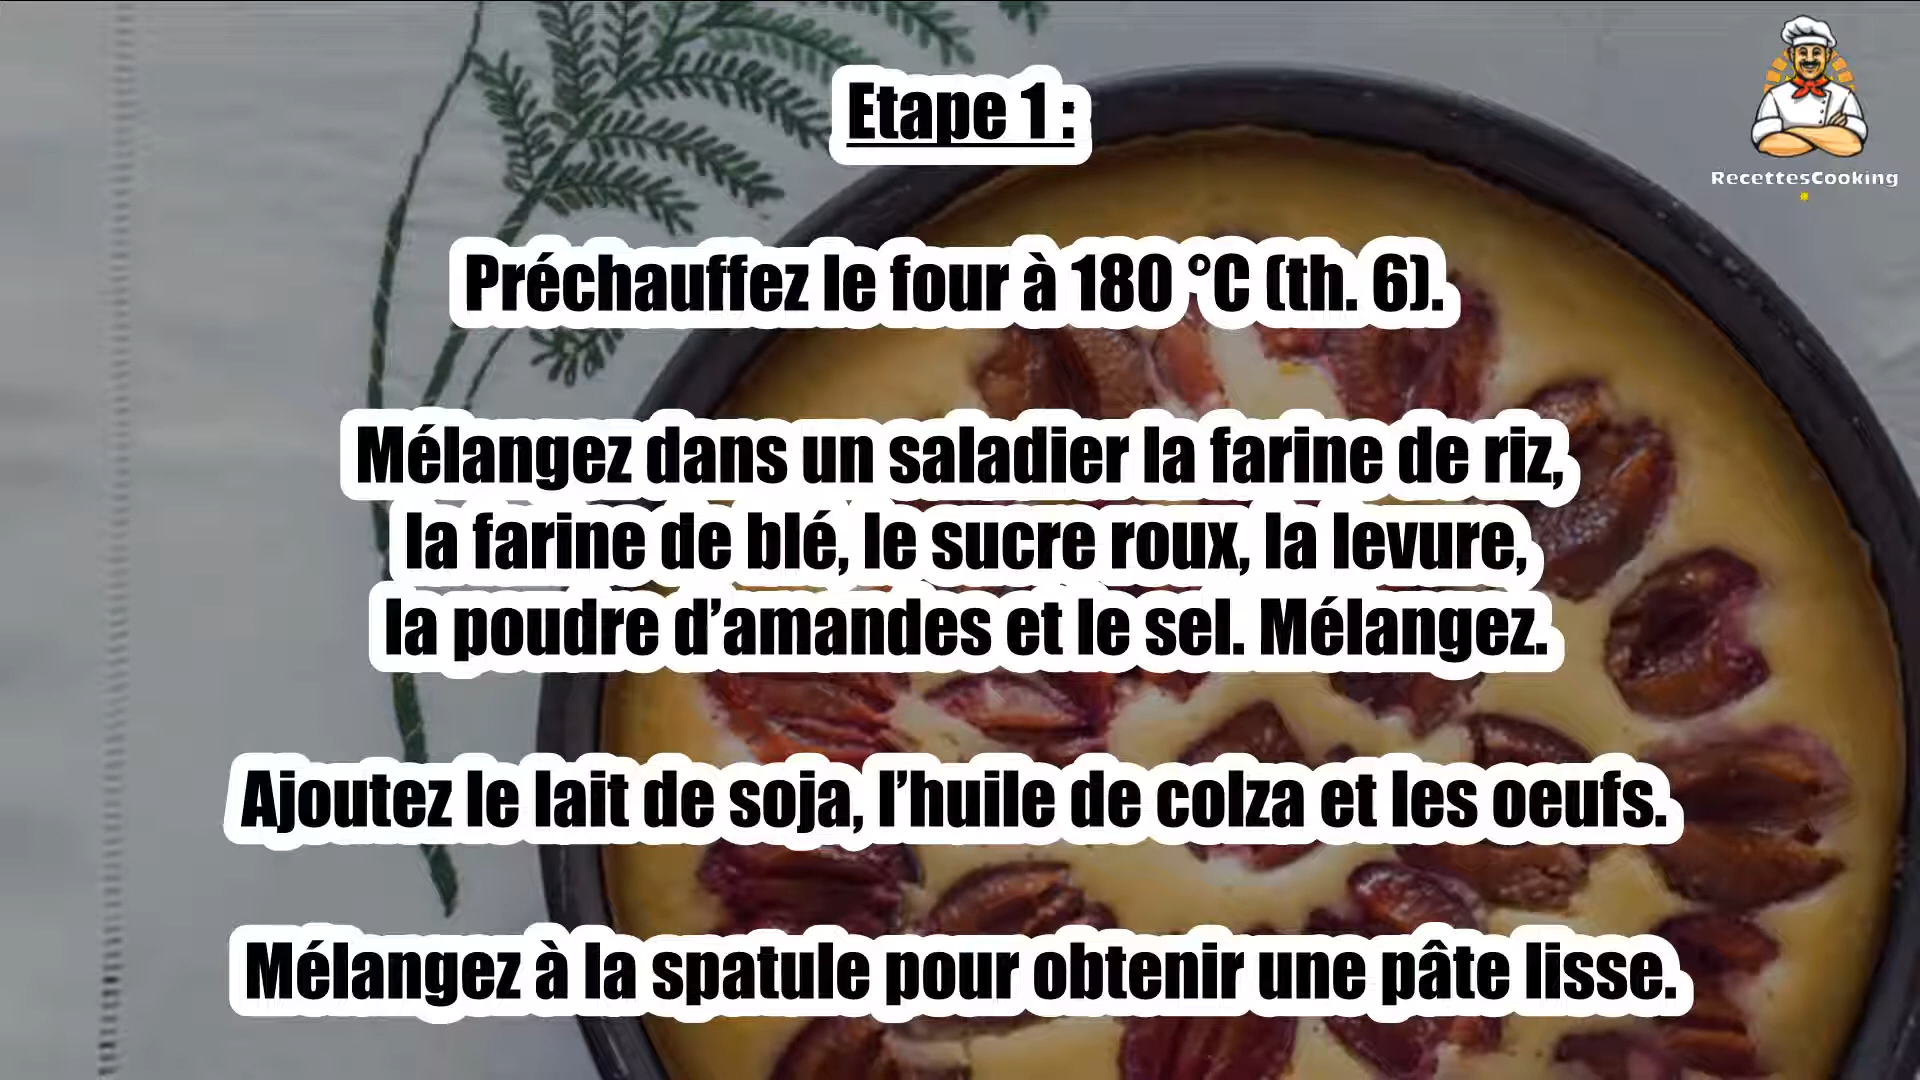 Etape 1 :
RecettesCooking
Préchauffez le four à 180 °C (th. 6).
Mélangez dans un saladier la farine de riz,
la farine de blé, le sucre roux, la levure,
la poudre d’amandes et le sel. Mélangez.
Ajoutez le lait de soja, l’huile de colza et les oeufs.
Mélangez à la spatule pour obtenir une pâte lisse.